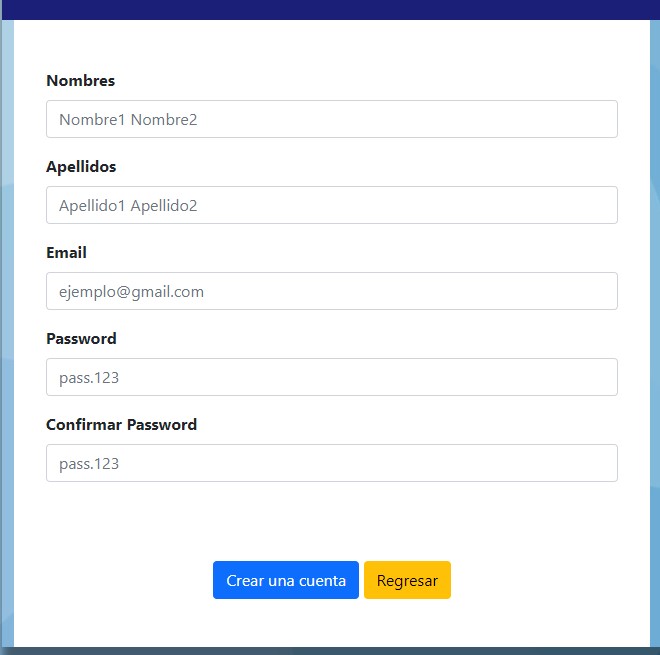 Nombres
Nombre1 Nombre2
Apellidos
Apellido1 Apellido2
Email
ejemplo@gmail.com
Password
pass.123
Confirmar Password
pass.123
Crear una cuenta Regresar